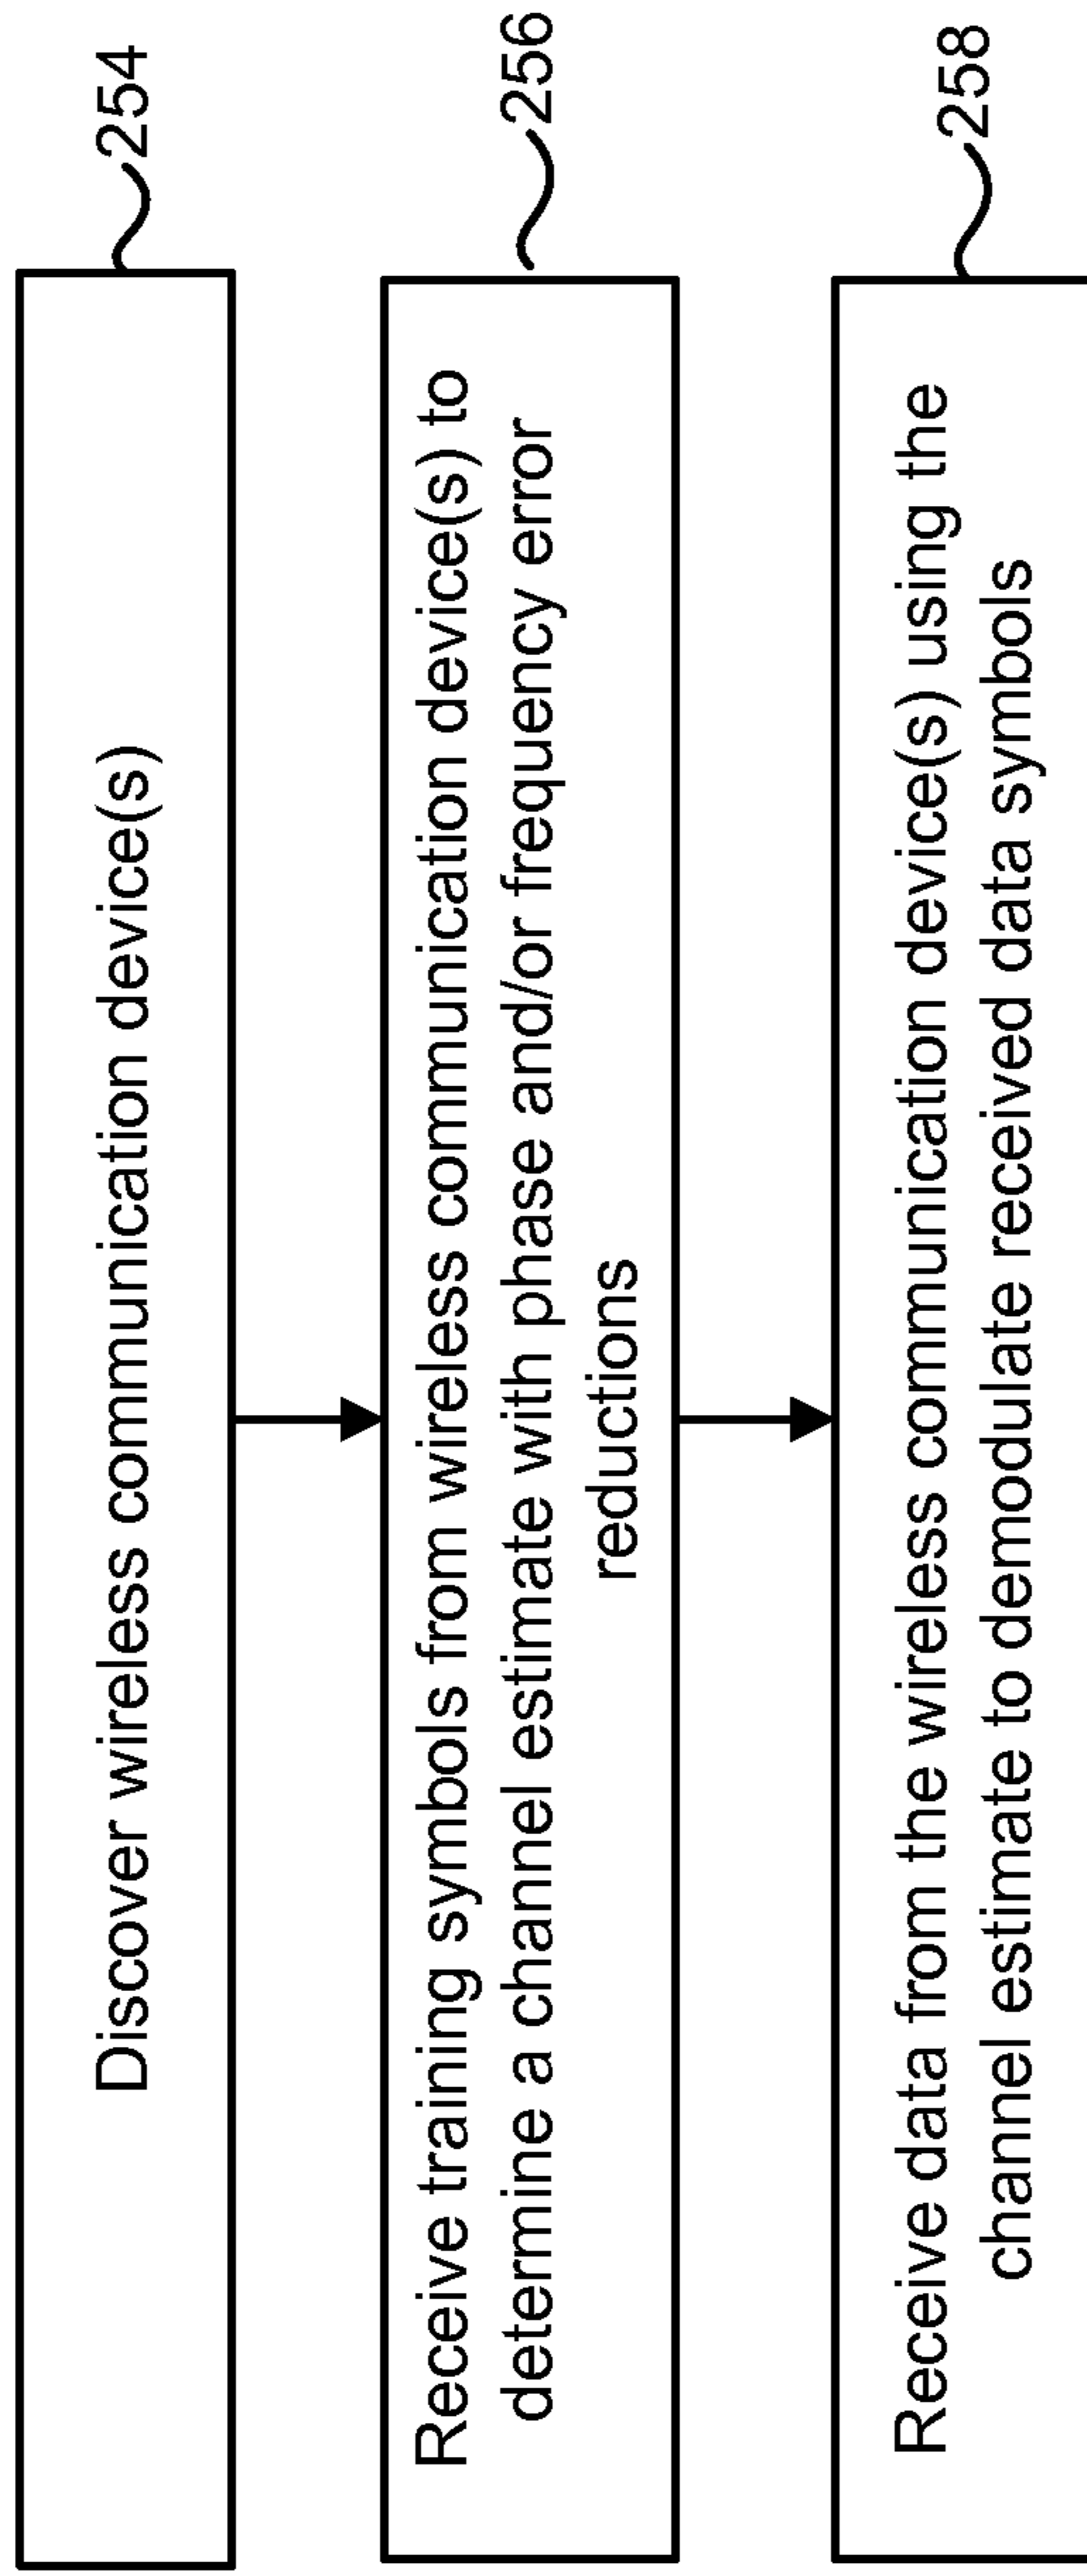 Discover wireless communication device(s)
254
Receive training symbols from wireless communication device(s) to
determine a channel estimate with phase and/or frequency error
reductions
256
Receive data from the wireless communication device(s) using the
channel estimate to demodulate received data symbols
258